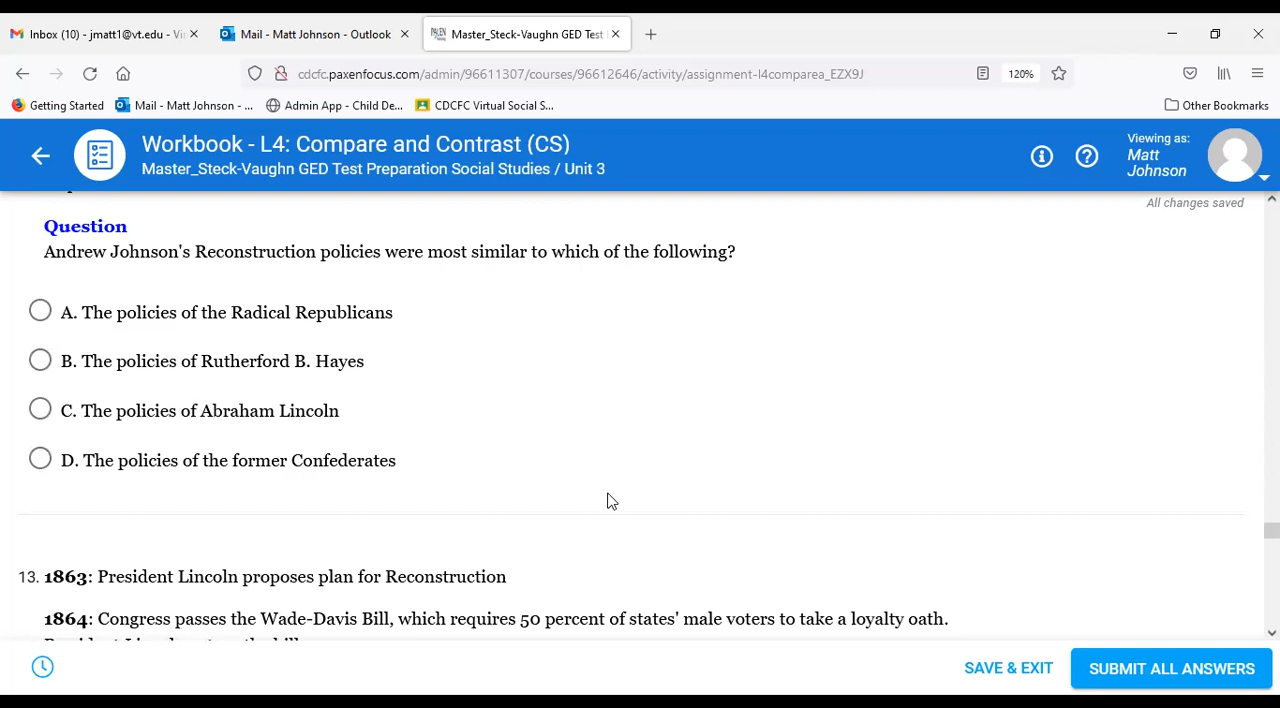 Inbox (10) - jmatt1@vt.edu - Vir
Mail - Matt Johnson - Outlook
PAXEN
Master_Steck-Vaughn GED Test
cdcfc.paxenfocus.com/admin/96611307/courses/96612646/activity/assignment-l4comparea_EZX9J
120%
Getting Started
Mail - Matt Johnson - ...
Admin App - Child De...
CDCFC Virtual Social S...
Other Bookmarks
Workbook - L4: Compare and Contrast (CS)
Master_Steck-Vaughn GED Test Preparation Social Studies / Unit 3
Viewing as:
Matt
Johnson
All changes saved
Question
Andrew Johnson's Reconstruction policies were most similar to which of the following?
A. The policies of the Radical Republicans
B. The policies of Rutherford B. Hayes
C. The policies of Abraham Lincoln
D. The policies of the former Confederates
13. 1863: President Lincoln proposes plan for Reconstruction
1864: Congress passes the Wade-Davis Bill, which requires 50 percent of states' male voters to take a loyalty oath.
SAVE & EXIT
SUBMIT ALL ANSWERS